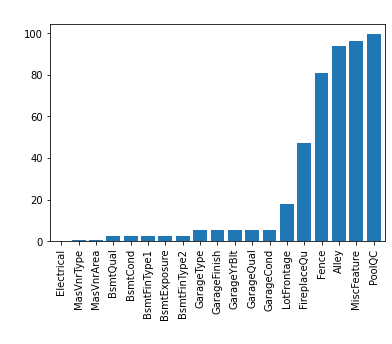 100
80
60
40
20
0
Electrical
MasVnrType
MasVnrArea
BsmtQual
BsmtCond
BsmtFinType1
BsmtExposure
BsmtFinType2
GarageType
GarageFinish
GarageYrBlt
GarageQual
GarageCond
LotFrontage
FireplaceQu
Fence
Alley
MiscFeature
PoolQC